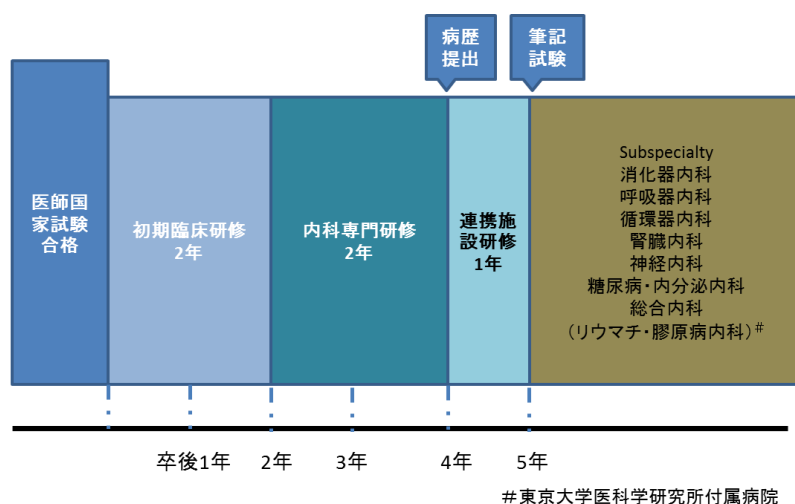 病歴
提出
筆記
試験
医師国
家試験
合格
初期臨床研修
2年
内科専門研修
2年
連携施
設研修
1年
Subspecialty
消化器内科
呼吸器内科
循環器内科
腎臓内科
神経内科
糖尿病・内分泌内科
総合内科
(リウマチ・膠原病内科)#
卒後1年 2年 3年 4年 5年
#東京大学医科学研究所付属病院